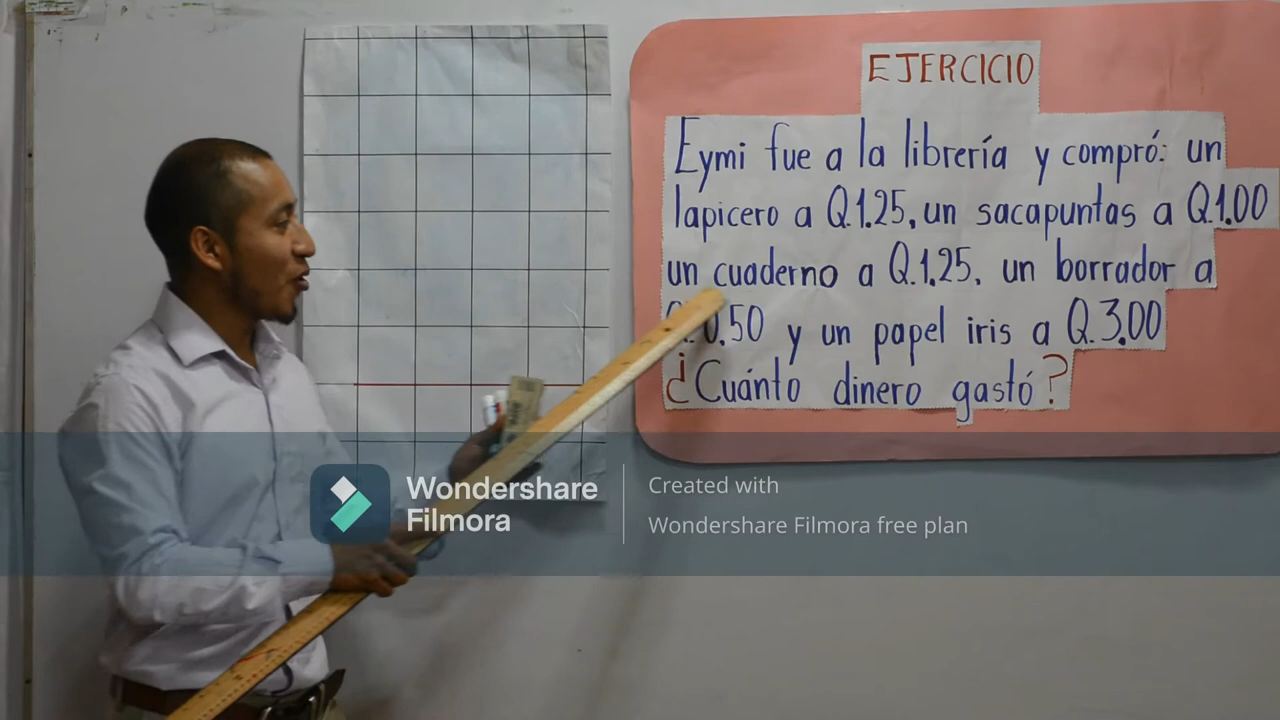 EJERCICIO
Eymi fue a la librería y compró: un
lapicero a Q.1.25, un sacapuntas a Q.1.00
un cuaderno a Q.1.25. un borrador a
Q.0.50 y un papel iris a Q.3.00
¿Cuánto dinero gastó?
Wondershare
Filmora
Created with
Wondershare Filmora free plan